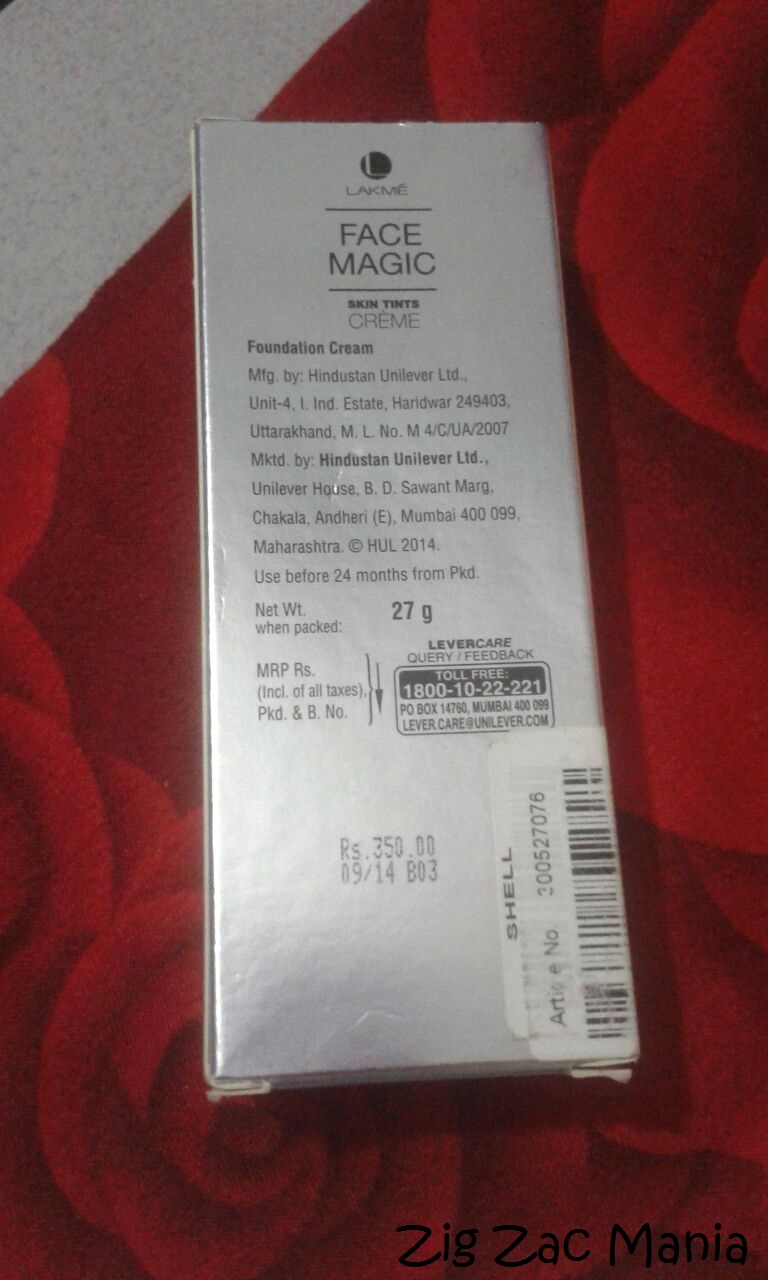 LAKMÉ
FACE
MAGIC
SKIN TINTS
CRÈME
Foundation Cream
Mfg. by: Hindustan Unilever Ltd.,
Unit-4, I. Ind. Estate, Haridwar 249403,
Uttarakhand, M. L. No. M 4/C/UA/2007
Mktd. by: Hindustan Unilever Ltd.,
Unilever House, B. D. Sawant Marg,
Chakala, Andheri (E), Mumbai 400 099,
Maharashtra. © HUL 2014.
Use before 24 months from Pkd.
Net Wt. 27 g
when packed:
LEVERCARE
QUERY / FEEDBACK
TOLL FREE:
1800-10-22-221
PO BOX 14760, MUMBAI 400 099
LEVER.CARE@UNILEVER.COM
MRP Rs.
(Incl. of all taxes),
Pkd. & B. No.
Rs.350.00
09/14 B03
SHELL
Article No. 300527076
Zig Zac Mania